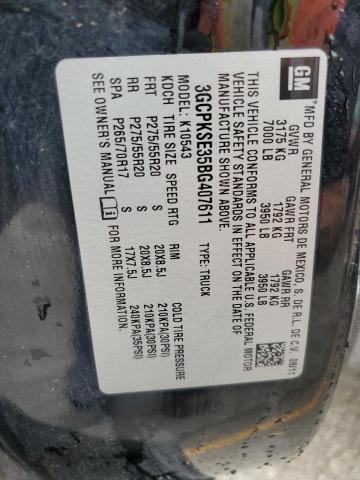 GM
*MFD BY GENERAL MOTORS DE MEXICO, S. DE R.L. DE C.V. 08/11
GVWR GAWR FRT GAWR RR
3175 KG 1792 KG 1792 KG
7000 LB 3950 LB 3950 LB
THIS VEHICLE CONFORMS TO ALL APPLICABLE U.S. FEDERAL MOTOR
VEHICLE SAFETY STANDARDS IN EFFECT ON THE DATE OF
MANUFACTURE SHOWN ABOVE.
3GCPKSE35BG407611 TYPE: TRUCK
MODEL: K10543
KDCH TIRE SIZE SPEED RTG RIM COLD TIRE PRESSURE
FRT P275/55R20 S 20X8.5J 210KPA(30PSI)
RR P275/55R20 S 20X8.5J 210KPA(30PSI)
SPA P265/70R17 S 17X7.5J 240KPA(35PSI)
SEE OWNER'S MANUAL i FOR MORE INFORMATION.